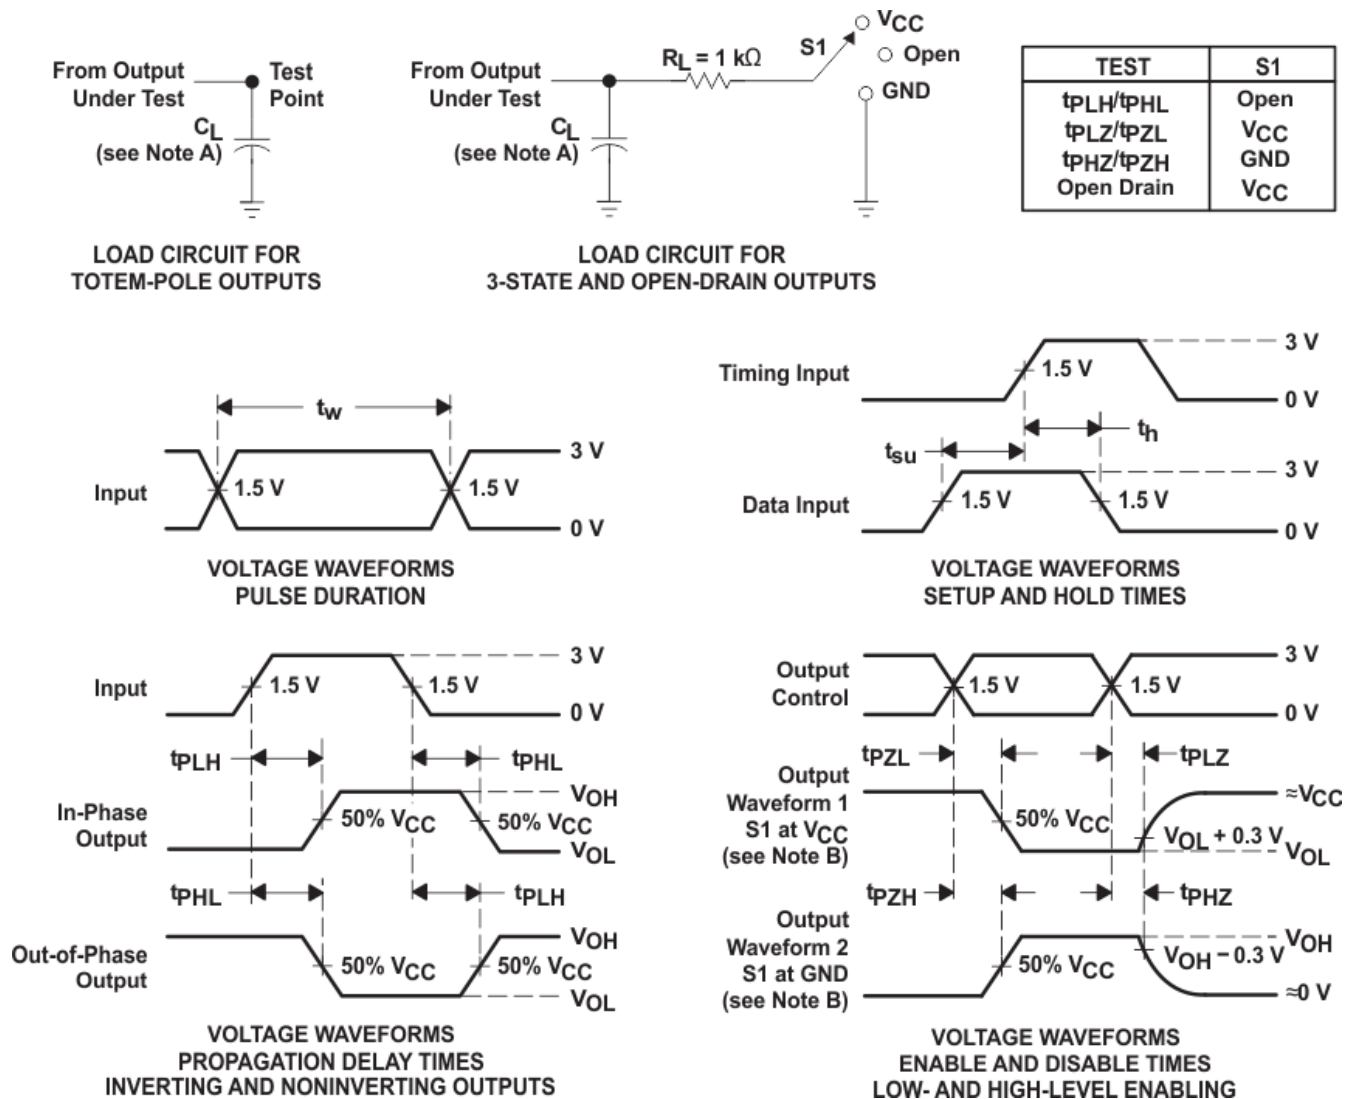 From Output
Under Test
Test
Point
CL
(see Note A)
LOAD CIRCUIT FOR
TOTEM-POLE OUTPUTS
From Output
Under Test
RL = 1 kΩ
S1
VCC
Open
GND
CL
(see Note A)
LOAD CIRCUIT FOR
3-STATE AND OPEN-DRAIN OUTPUTS
TEST S1
tPLH/tPHL Open
tPLZ/tPZL VCC
tPHZ/tPZH GND
Open Drain VCC
tw
Input
1.5 V
1.5 V
3 V
0 V
VOLTAGE WAVEFORMS
PULSE DURATION
Timing Input
1.5 V
3 V
0 V
th
tsu
Data Input
1.5 V
1.5 V
3 V
0 V
VOLTAGE WAVEFORMS
SETUP AND HOLD TIMES
Input
1.5 V
1.5 V
3 V
0 V
tPLH
tPHL
In-Phase
Output
50% VCC
50% VCC
VOH
VOL
tPHL
tPLH
Out-of-Phase
Output
50% VCC
50% VCC
VOH
VOL
VOLTAGE WAVEFORMS
PROPAGATION DELAY TIMES
INVERTING AND NONINVERTING OUTPUTS
Output
Control
1.5 V
1.5 V
3 V
0 V
tPZL
tPLZ
Output
Waveform 1
S1 at VCC
(see Note B)
50% VCC
≈VCC
VOL + 0.3 V
VOL
tPZH
tPHZ
Output
Waveform 2
S1 at GND
(see Note B)
50% VCC
VOH
VOH − 0.3 V
≈0 V
VOLTAGE WAVEFORMS
ENABLE AND DISABLE TIMES
LOW- AND HIGH-LEVEL ENABLING